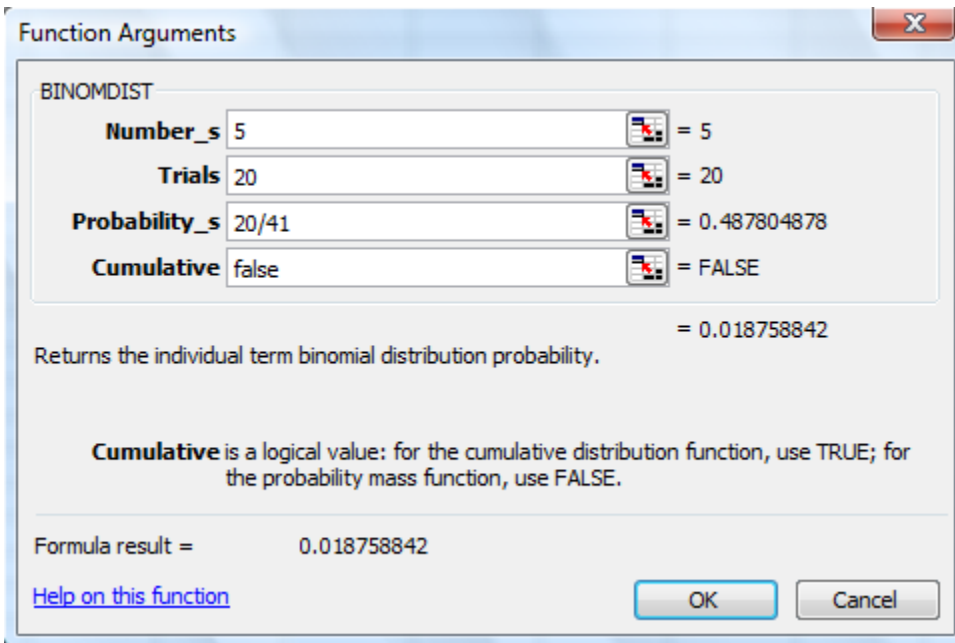 Function Arguments
BINOMDIST
Number_s 5 = 5
Trials 20 = 20
Probability_s 20/41 = 0.487804878
Cumulative false = FALSE
= 0.018758842
Returns the individual term binomial distribution probability.
Cumulative is a logical value: for the cumulative distribution function, use TRUE; for
the probability mass function, use FALSE.
Formula result = 0.018758842
Help on this function OK Cancel